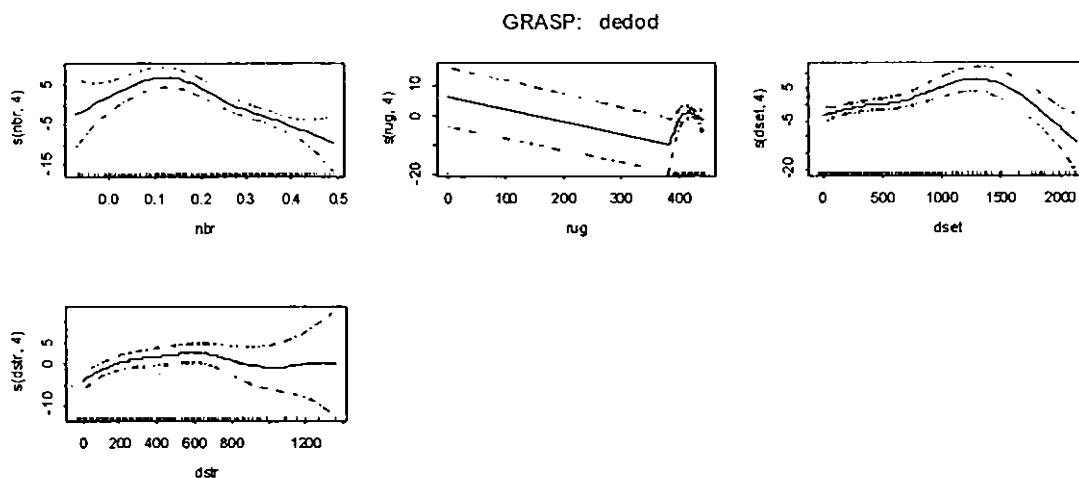 GRASP: dedod
s(nbr, 4)
5
-5
-15
0.0 0.1 0.2 0.3 0.4 0.5
nbr
s(rug, 4)
10
0
-20
0 100 200 300 400
rug
s(dset, 4)
5
-5
-20
0 500 1000 1500 2000
dset
s(dstr, 4)
5
0
-10
0 200 400 600 800 1200
dstr